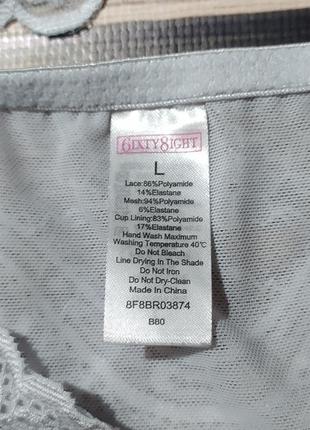 6IXTY8IGHT
L
Lace:86%Polyamide
14%Elastane
Mesh:94%Polyamide
6%Elastane
Cup Lining:83%Polyamide
17%Elastane
Hand Wash Maximum
Washing Temperature 40℃
Do Not Bleach
Line Drying In The Shade
Do Not Iron
Do Not Dry-Clean
Made In China
8F8BR03874
B80